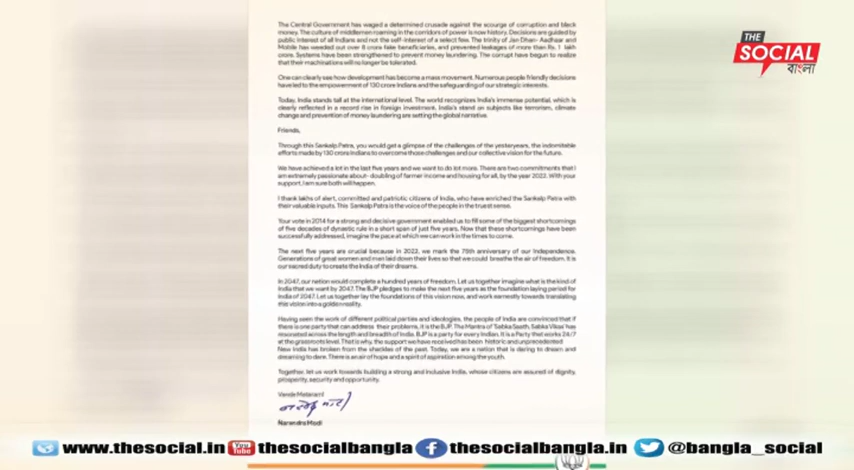 The Central Government has waged a determined crusade against the scourge of corruption and black
money. The culture of middlemen roaming in the corridors of power is now history. Decisions are guided by
public interest of all Indians and not the self-interest of a select few. The trinity of Jan Dhan- Aadhaar and
Mobile has weeded out over 8 crore fake beneficiaries, and prevented leakages of more than Rs. 1 lakh
crore. Systems have been strengthened to prevent money laundering. The corrupt have begun to realize
that their machinations will no longer be tolerated.
One can clearly see how development has become a mass movement. Numerous people friendly decisions
have led to the empowerment of 130 crore Indians and the safeguarding of our strategic interests.
Today, India stands tall at the international level. The world recognizes India's immense potential, which is
clearly reflected in a record rise in foreign investment. India's stand on subjects like terrorism, climate
change and prevention of money laundering are setting the global narrative.
Friends,
Through this Sankalp Patra, you would get a glimpse of the challenges of the yesteryears, the indomitable
efforts made by 130 crore Indians to overcome those challenges and our collective vision for the future.
We have achieved a lot in the last five years and we want to do lot more. There are two commitments that I
am extremely passionate about- doubling of farmer income and housing for all, by the year 2022. With your
support, I am sure both will happen.
I thank lakhs of alert, committed and patriotic citizens of India, who have enriched the Sankalp Patra with
their valuable inputs. This Sankalp Patra is the voice of the people in the truest sense.
Your vote in 2014 for a strong and decisive government enabled us to fill some of the biggest shortcomings
of five decades of dynastic rule in a short span of just five years. Now that these shortcomings have been
successfully addressed, imagine the pace at which we can work in the times to come.
The next five years are crucial because in 2022, we mark the 75th anniversary of our Independence.
Generations of great women and men laid down their lives so that we could breathe the air of freedom. It is
our sacred duty to create the India of their dreams.
In 2047, our nation would complete a hundred years of freedom. Let us together imagine what is the kind of
India that we want by 2047. The BJP pledges to make the next five years as the foundation laying period for
India of 2047. Let us together lay the foundations of this vision now, and work earnestly towards translating
this vision into a golden reality.
Having seen the work of different political parties and ideologies, the people of India are convinced that if
there is one party that can address their problems, it is the BJP. The Mantra of 'Sabka Saath, Sabka Vikas' has
resonated across the length and breadth of India. BJP is a party for every Indian. It is a Party that works 24/7
at the grassroots level. That is why, the support we have received has been historic and unprecedented
New India has broken from the shackles of the past. Today, we are a nation that is daring to dream and
dreaming to dare. There is an air of hope and a spirit of aspiration among the youth.
Together, let us work towards building a strong and inclusive India, whose citizens are assured of dignity,
prosperity, security and opportunity.
Vande Mataram!
Narendra Modi
THE
SOCIAL
বাংলা
www.thesocial.in You Tube thesocialbangla f thesocialbangla.in @bangla_social